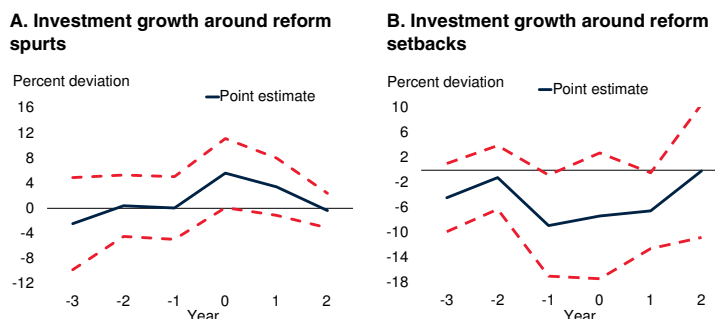 A. Investment growth around reform
spurts
Percent deviation
Point estimate
16
12
8
4
0
-4
-8
-12
-3 -2 -1 0 1 2
Year
B. Investment growth around reform
setbacks
Percent deviation
Point estimate
10
6
2
-2
-6
-10
-14
-18
-3 -2 -1 0 1 2
Year